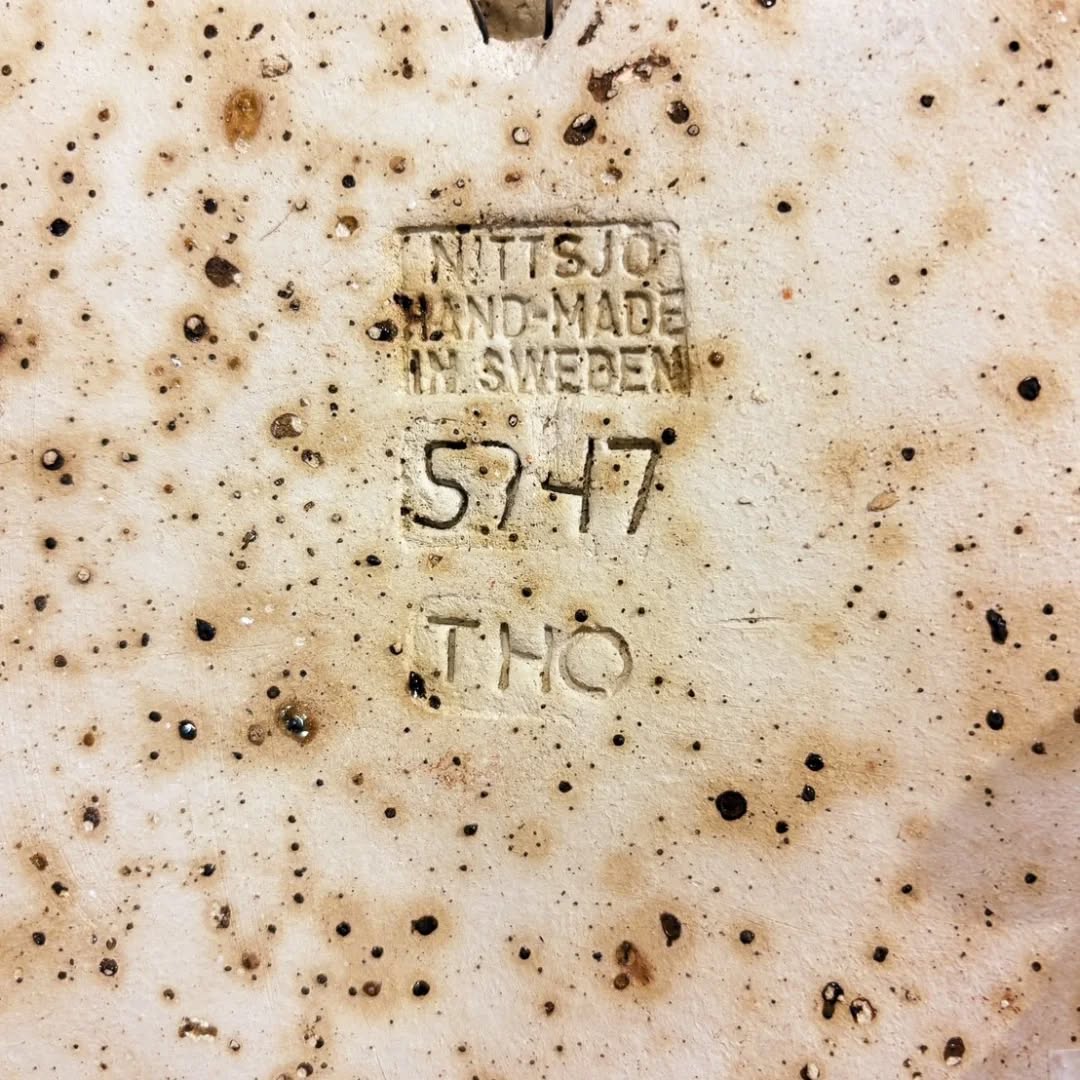 NITTSJÖ
HAND-MADE
IN SWEDEN
5747
THO